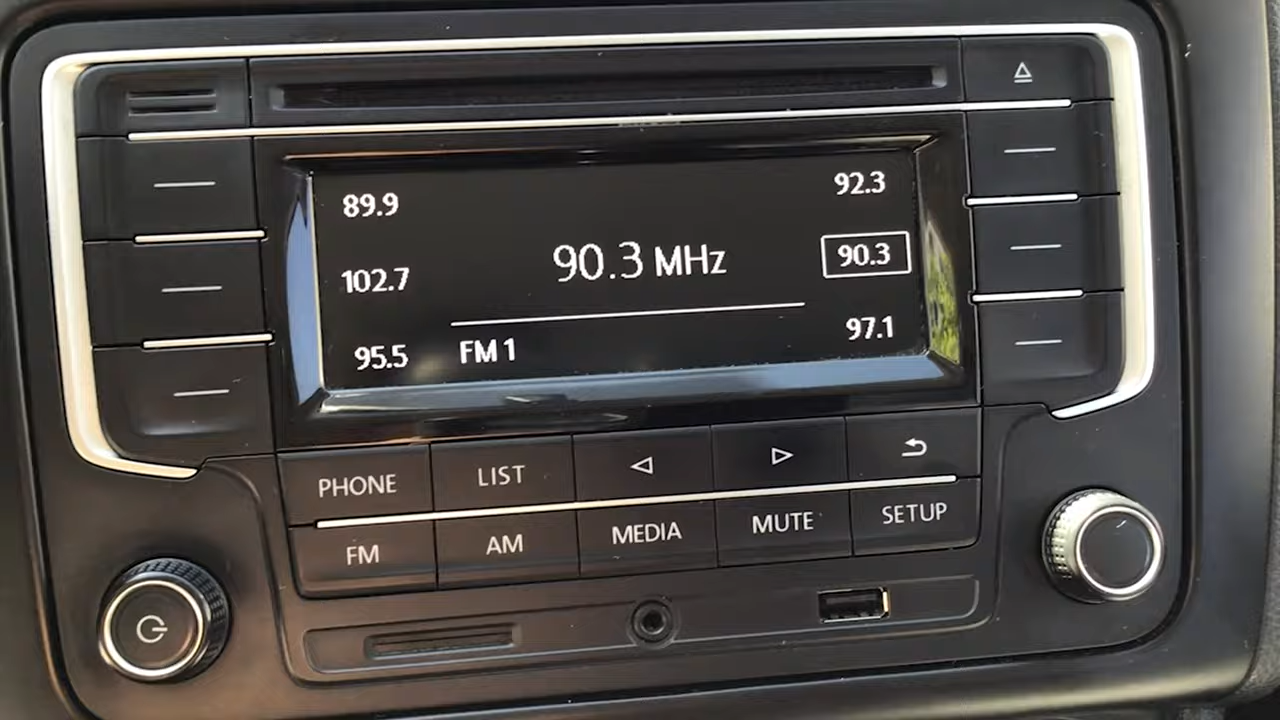 89.9
92.3
90.3 MHz
90.3
102.7
97.1
95.5
FM 1
PHONE
LIST
FM
AM
MEDIA
MUTE
SETUP